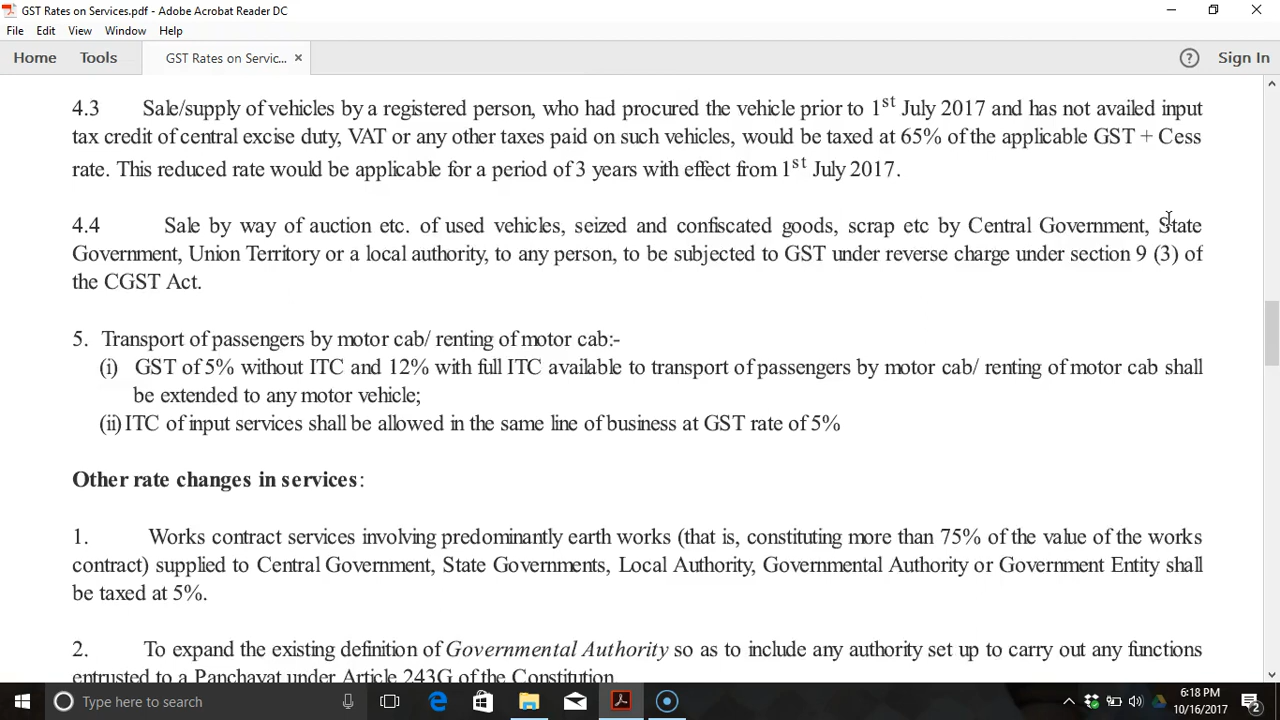 GST Rates on Services.pdf - Adobe Acrobat Reader DC
File Edit View Window Help
Home Tools GST Rates on Servic... × ? Sign In
4.3 Sale/supply of vehicles by a registered person, who had procured the vehicle prior to 1st July 2017 and has not availed input
tax credit of central excise duty, VAT or any other taxes paid on such vehicles, would be taxed at 65% of the applicable GST + Cess
rate. This reduced rate would be applicable for a period of 3 years with effect from 1st July 2017.
4.4 Sale by way of auction etc. of used vehicles, seized and confiscated goods, scrap etc by Central Government, State
Government, Union Territory or a local authority, to any person, to be subjected to GST under reverse charge under section 9 (3) of
the CGST Act.
5. Transport of passengers by motor cab/ renting of motor cab:-
(i) GST of 5% without ITC and 12% with full ITC available to transport of passengers by motor cab/ renting of motor cab shall
be extended to any motor vehicle;
(ii) ITC of input services shall be allowed in the same line of business at GST rate of 5%
Other rate changes in services:
1. Works contract services involving predominantly earth works (that is, constituting more than 75% of the value of the works
contract) supplied to Central Government, State Governments, Local Authority, Governmental Authority or Government Entity shall
be taxed at 5%.
2. To expand the existing definition of Governmental Authority so as to include any authority set up to carry out any functions
entrusted to a Panchayat under Article 243G of the Constitution
Type here to search
6:18 PM
10/16/2017
2